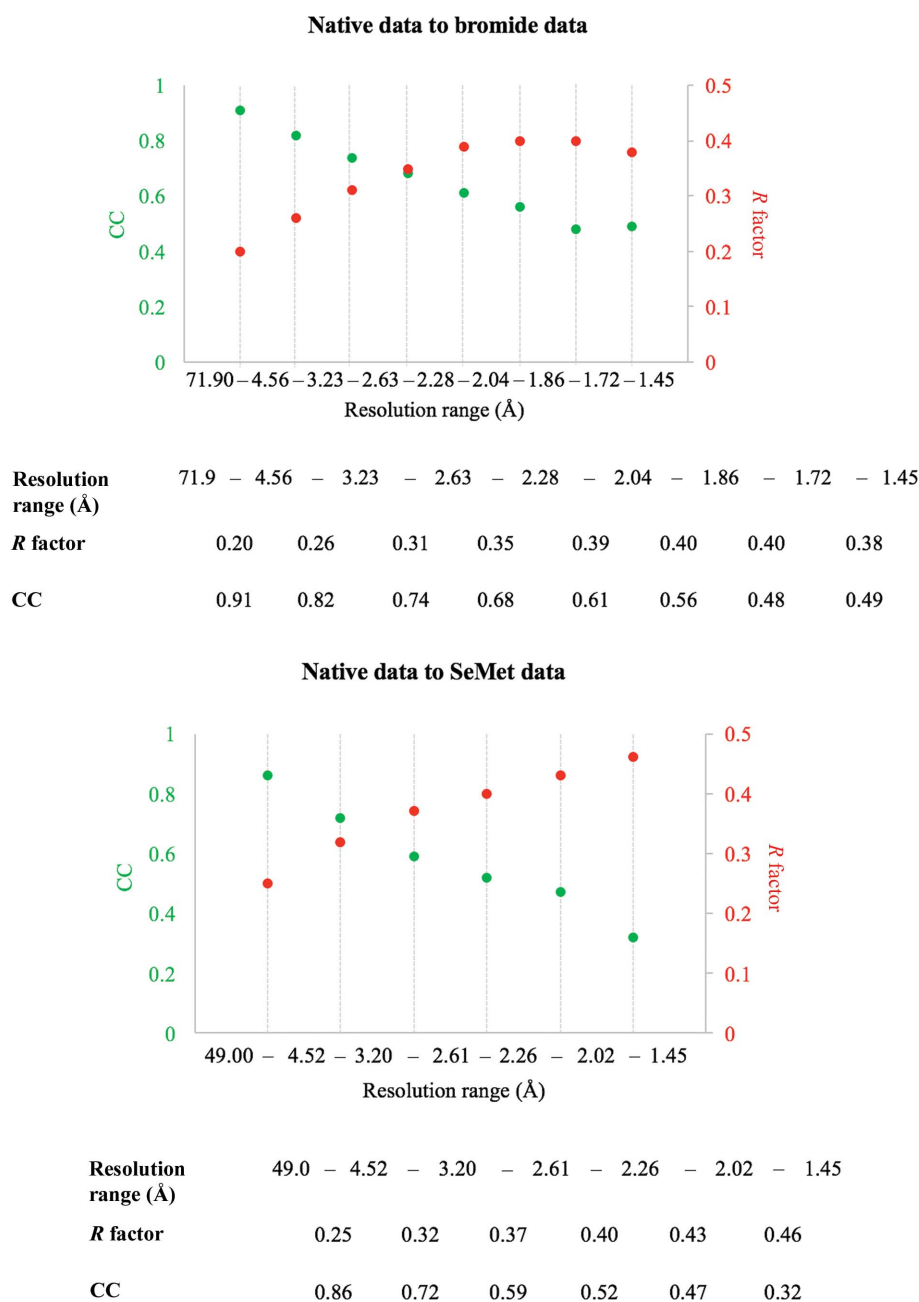 Native data to bromide data
1
0.8
0.6
0.4
0.2
0
CC
0.5
0.4
0.3
0.2
0.1
0
R factor
71.90 – 4.56 – 3.23 – 2.63 – 2.28 – 2.04 – 1.86 – 1.72 – 1.45
Resolution range (Å)
Resolution range (Å) 71.9 – 4.56 – 3.23 – 2.63 – 2.28 – 2.04 – 1.86 – 1.72 – 1.45
R factor 0.20 0.26 0.31 0.35 0.39 0.40 0.40 0.38
CC 0.91 0.82 0.74 0.68 0.61 0.56 0.48 0.49
Native data to SeMet data
1
0.8
0.6
0.4
0.2
0
CC
0.5
0.4
0.3
0.2
0.1
0
R factor
49.00 – 4.52 – 3.20 – 2.61 – 2.26 – 2.02 – 1.45
Resolution range (Å)
Resolution range (Å) 49.0 – 4.52 – 3.20 – 2.61 – 2.26 – 2.02 – 1.45
R factor 0.25 0.32 0.37 0.40 0.43 0.46
CC 0.86 0.72 0.59 0.52 0.47 0.32